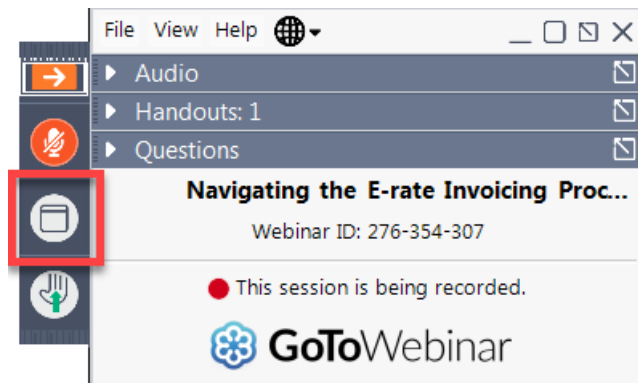 File View Help
Audio
Handouts: 1
Questions
Navigating the E-rate Invoicing Proc...
Webinar ID: 276-354-307
This session is being recorded.
GoToWebinar